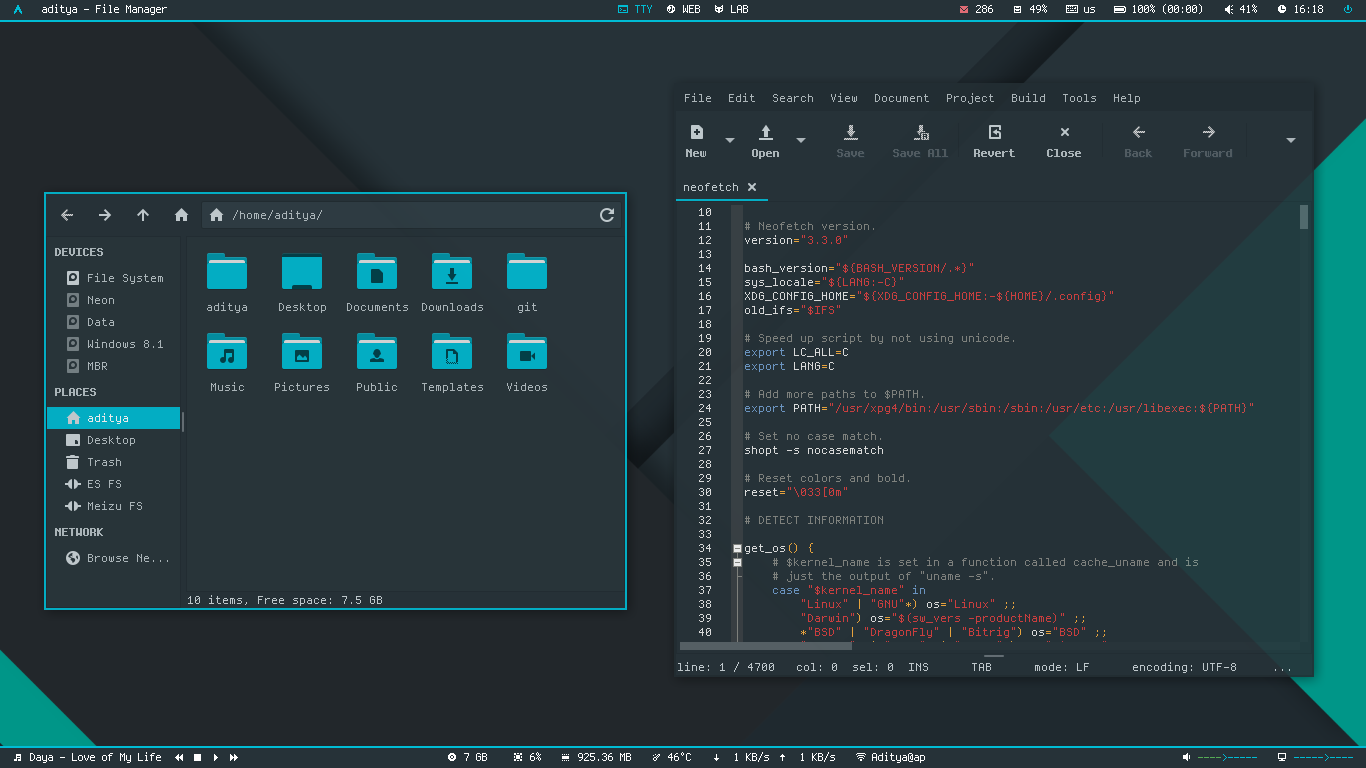 aditya - File Manager
TTY WEB LAB
286 49% us 100% (00:00) 41% 16:18
/home/aditya/
DEVICES
File System
Neon
Data
Windows 8.1
MBR
PLACES
aditya
Desktop
Trash
ES FS
Meizu FS
NETWORK
Browse Ne...
aditya Desktop Documents Downloads git
Music Pictures Public Templates Videos
10 items, Free space: 7.5 GB
File Edit Search View Document Project Build Tools Help
New Open Save Save All Revert Close Back Forward
neofetch
10
11 # Neofetch version.
12 version="3.3.0"
13
14 bash_version="${BASH_VERSION/.*}"
15 sys_locale="${LANG:-C}"
16 XDG_CONFIG_HOME="${XDG_CONFIG_HOME:-${HOME}/.config}"
17 old_ifs="$IFS"
18
19 # Speed up script by not using unicode.
20 export LC_ALL=C
21 export LANG=C
22
23 # Add more paths to $PATH.
24 export PATH="/usr/xpg4/bin:/usr/sbin:/sbin:/usr/etc:/usr/libexec:${PATH}"
25
26 # Set no case match.
27 shopt -s nocasematch
28
29 # Reset colors and bold.
30 reset="\033[0m"
31
32 # DETECT INFORMATION
33
34 get_os() {
35 # $kernel_name is set in a function called cache_uname and is
36 # just the output of "uname -s".
37 case "$kernel_name" in
38 "Linux" | "GNU"*) os="Linux" ;;
39 "Darwin") os="$(sw_vers -productName)" ;;
40 *"BSD" | "DragonFly" | "Bitrig") os="BSD" ;;
line: 1 / 4700 col: 0 sel: 0 INS TAB mode: LF encoding: UTF-8 ...
Daya - Love of My Life
7 GB 6% 925.36 MB 46°C ↓ 1 KB/s ↑ 1 KB/s Aditya@ap
----&gt;----- -----&gt;----